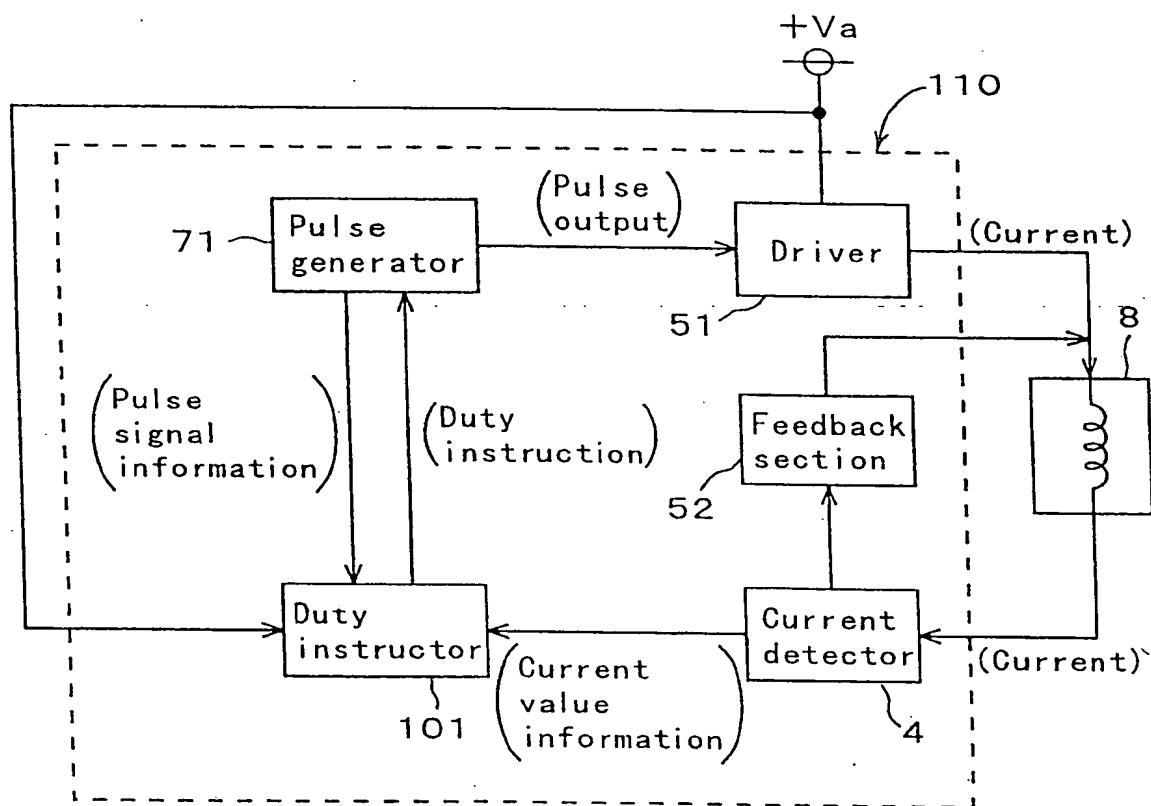 +Va
110
(Pulse
output)
Pulse
generator
71
Driver
(Current)
51
8
(Pulse
signal
information)
(Duty
instruction)
Feedback
section
52
Duty
instructor
Current
detector
(Current)
(Current
value
information)
101
4